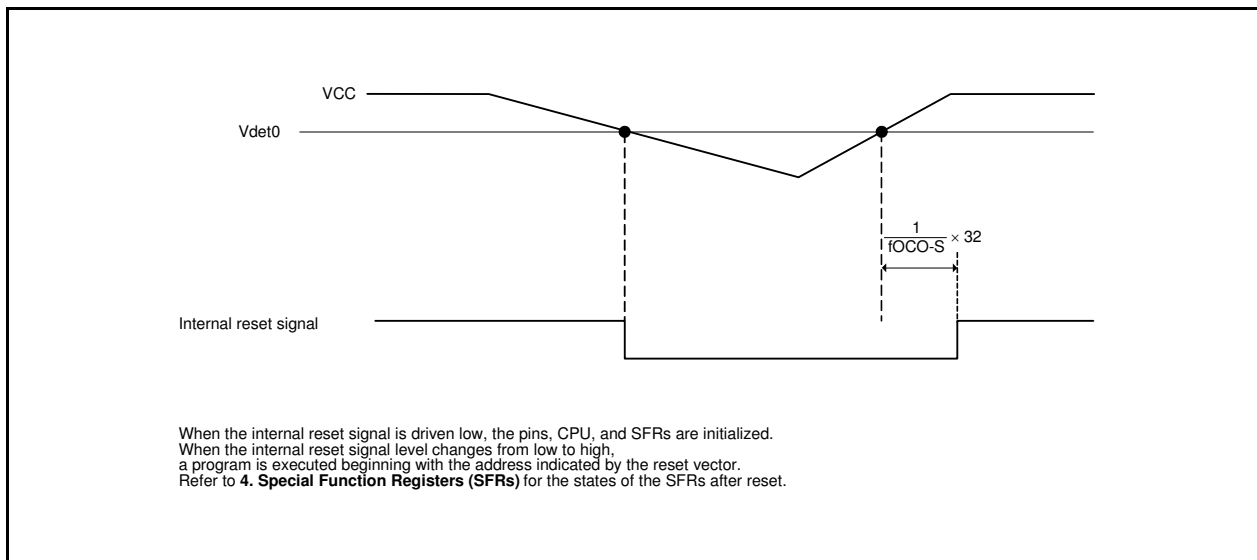 VCC
Vdet0
1
fOCO-S
× 32
Internal reset signal
When the internal reset signal is driven low, the pins, CPU, and SFRs are initialized.
When the internal reset signal level changes from low to high,
a program is executed beginning with the address indicated by the reset vector.
Refer to 4. Special Function Registers (SFRs) for the states of the SFRs after reset.